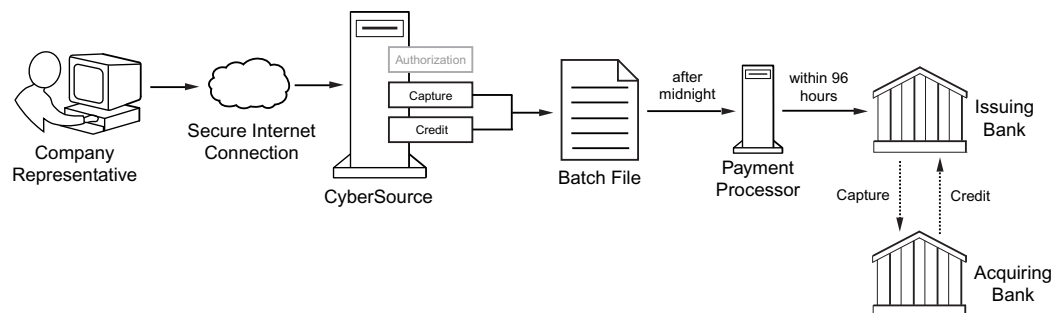 Company
Representative
Secure Internet
Connection
Authorization
Capture
Credit
CyberSource
Batch File
after
midnight
Payment
Processor
within 96
hours
Issuing
Bank
Capture
Credit
Acquiring
Bank